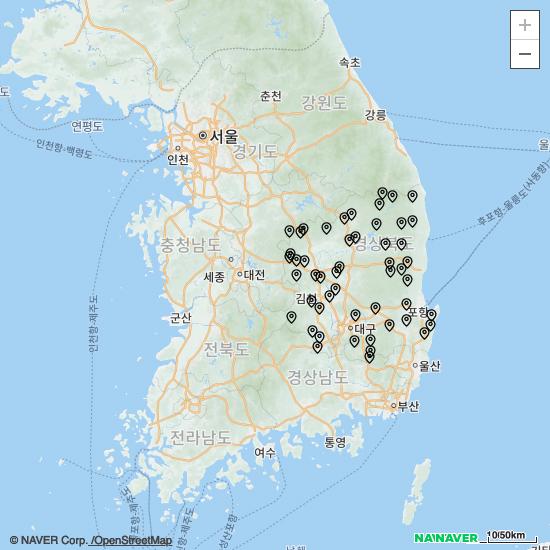 +
−
속초
춘천
강원도
강릉
도
연평도
서울
경기도
인천
인천항-백령도
울
후포항-울릉도(사동항)
충청남도
경상북도
세종
대전
인천항-제주도
군산
포항
대구
전북도
경상남도
울산
부산
전라남도
통영
여수
© NAVER Corp. /OpenStreetMap
NAVER
10/50km